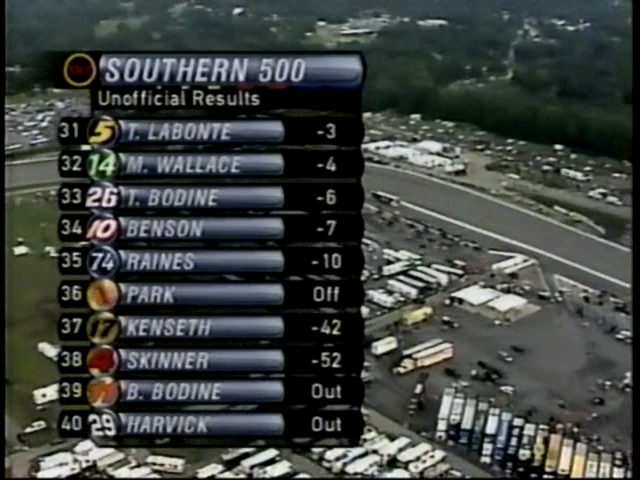 SOUTHERN 500
Unofficial Results
31 5 T. LABONTE -3
32 14 M. WALLACE -4
33 26 T. BODINE -6
34 10 BENSON -7
35 74 RAINES -10
36 PARK Off
37 17 KENSETH -42
38 SKINNER -52
39 B. BODINE Out
40 29 HARVICK Out